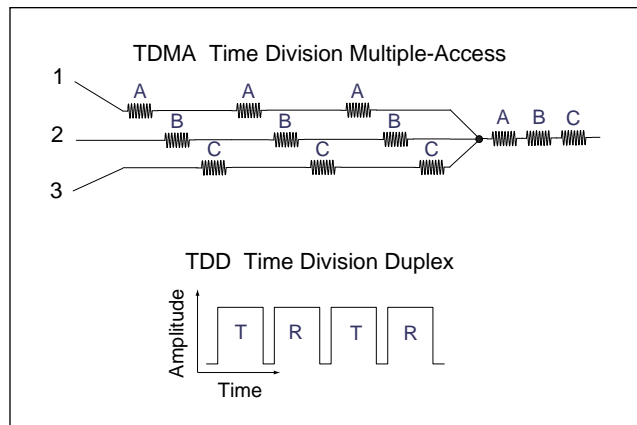 TDMA Time Division Multiple-Access
1 A A A
2 B B B A B C
3 C C C
TDD Time Division Duplex
Amplitude
T R T R
Time